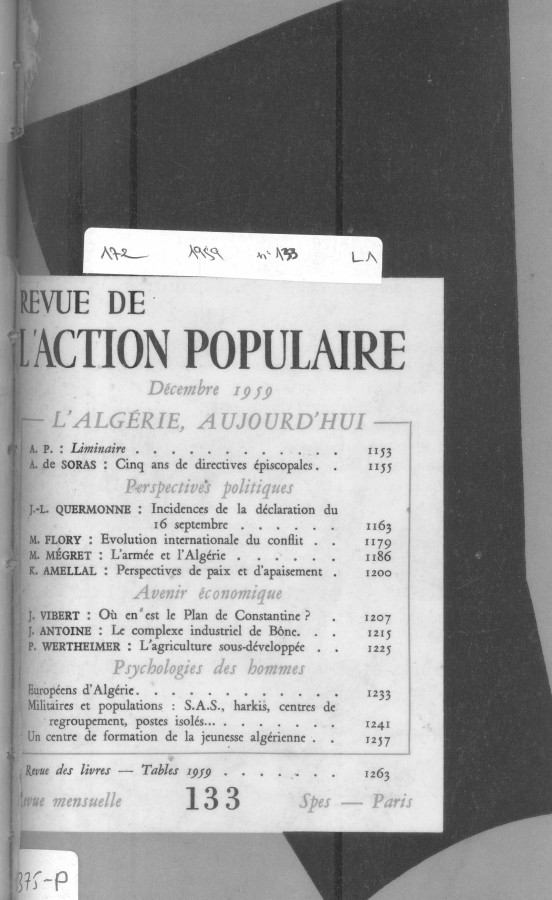 172 1959 n° 133 L1
REVUE DE
L'ACTION POPULAIRE
Décembre 1959
— L'ALGÉRIE, AUJOURD'HUI —
A. P. : Liminaire . . . . . . . . . . . . 1153
A. de SORAS : Cinq ans de directives épiscopales. . 1155
Perspectives politiques
J.-L. QUERMONNE : Incidences de la déclaration du
16 septembre . . . . . . 1163
M. FLORY : Evolution internationale du conflit . . 1179
M. MÉGRET : L'armée et l'Algérie . . . . . . 1186
K. AMELLAL : Perspectives de paix et d'apaisement . 1200
Avenir économique
J. VIBERT : Où en est le Plan de Constantine ? . 1207
J. ANTOINE : Le complexe industriel de Bône. . . 1215
P. WERTHEIMER : L'agriculture sous-développée . . 1225
Psychologies des hommes
Européens d'Algérie. . . . . . . . . . . . 1233
Militaires et populations : S.A.S., harkis, centres de
regroupement, postes isolés... . . . . . . . 1241
Un centre de formation de la jeunesse algérienne . . 1257
Revue des livres — Tables 1959 . . . . . . . 1263
Revue mensuelle 133 Spes — Paris
375-P